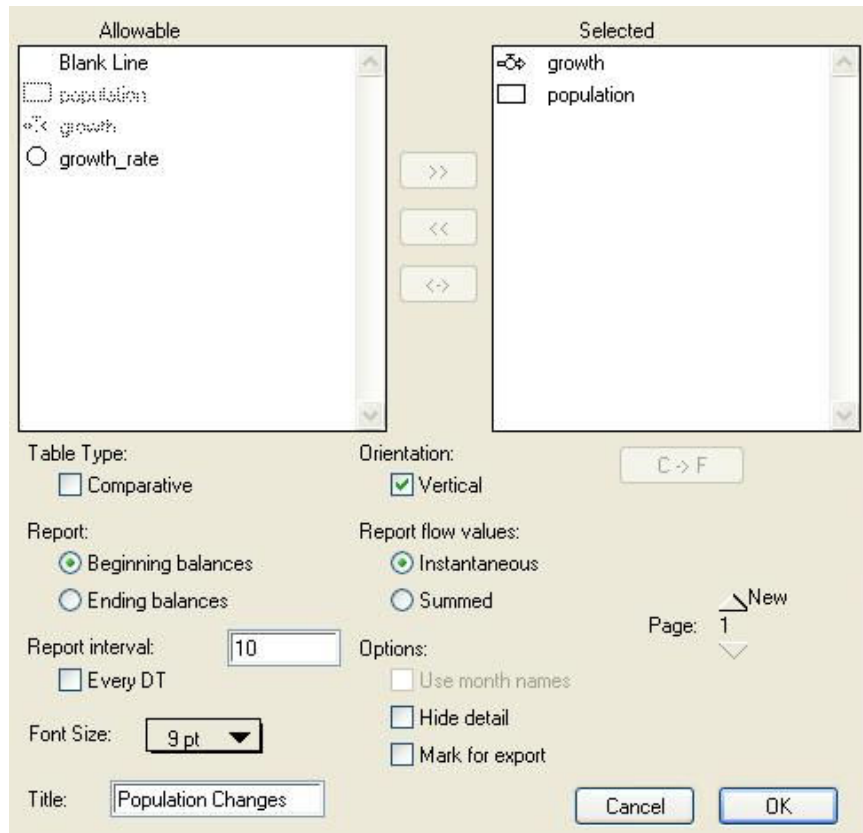 Allowable Selected
Blank Line growth
population population
growth
growth_rate
>>
<<
<->
Table Type: Orientation: C -> F
Comparative Vertical
Report: Report flow values:
Beginning balances Instantaneous
Ending balances Summed
New
Page: 1
Report interval: 10 Options:
Every DT Use month names
Font Size: 9 pt Hide detail
Mark for export
Title: Population Changes Cancel OK